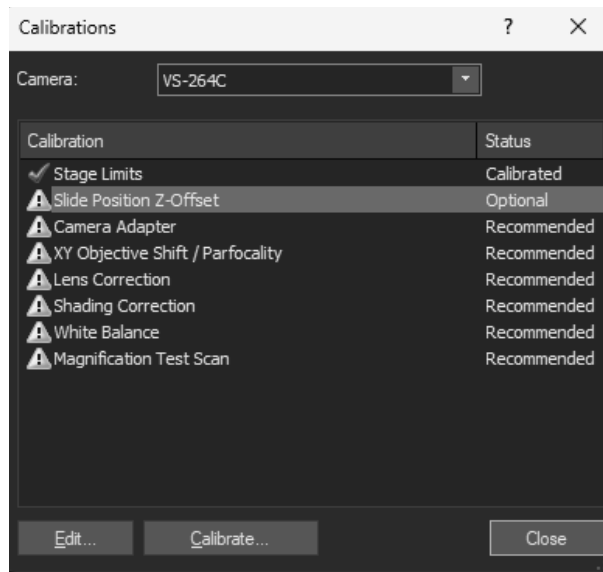 Calibrations ? ×
Camera: VS-264C
Calibration Status
Stage Limits Calibrated
Slide Position Z-Offset Optional
Camera Adapter Recommended
XY Objective Shift / Parfocality Recommended
Lens Correction Recommended
Shading Correction Recommended
White Balance Recommended
Magnification Test Scan Recommended
Edit... Calibrate... Close